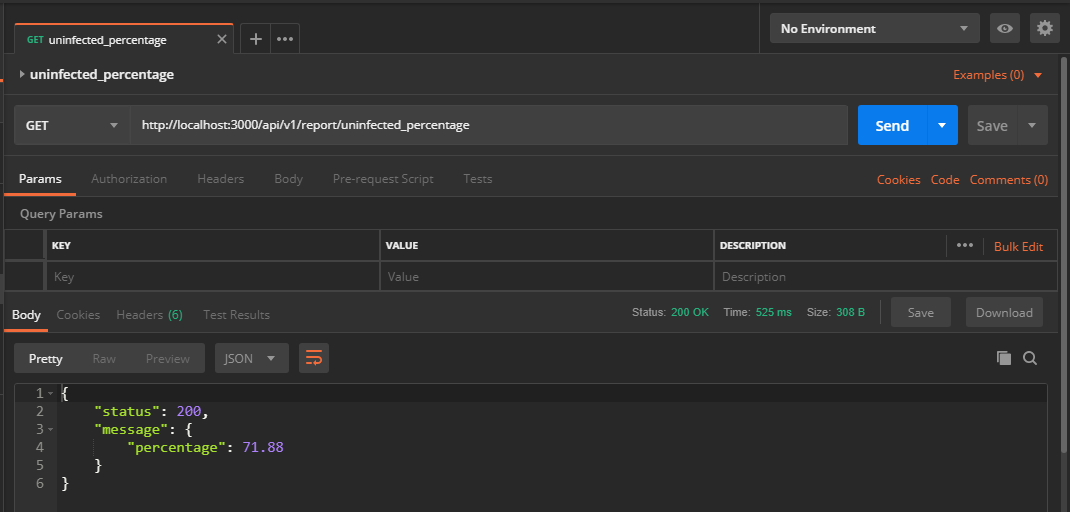 GET uninfected_percentage
No Environment
uninfected_percentage
Examples (0)
GET http://localhost:3000/api/v1/report/uninfected_percentage Send Save
Params Authorization Headers Body Pre-request Script Tests Cookies Code Comments (0)
Query Params
KEY VALUE DESCRIPTION Bulk Edit
Key Value Description
Body Cookies Headers (6) Test Results Status: 200 OK Time: 525 ms Size: 308 B Save Download
Pretty Raw Preview JSON
1 {
2 "status": 200,
3 "message": {
4 "percentage": 71.88
5 }
6 }